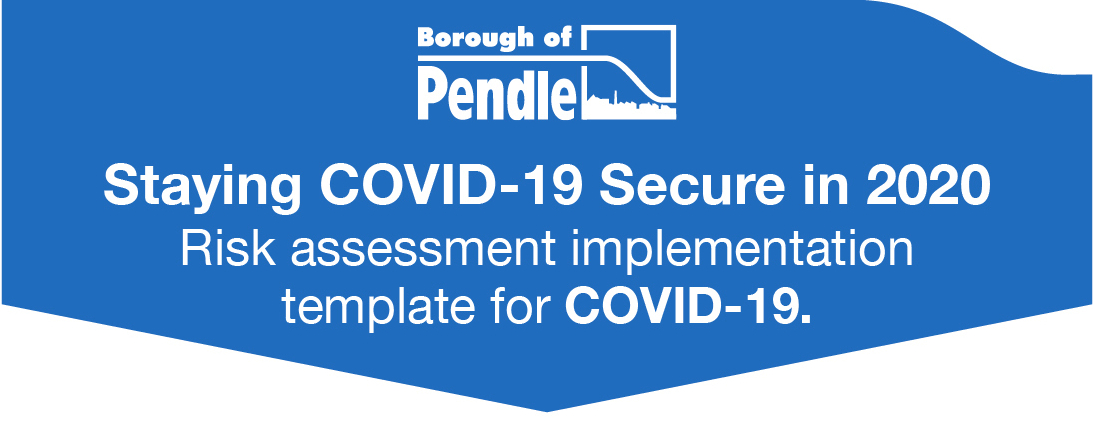 Borough of
Pendle
Staying COVID-19 Secure in 2020
Risk assessment implementation
template for COVID-19.